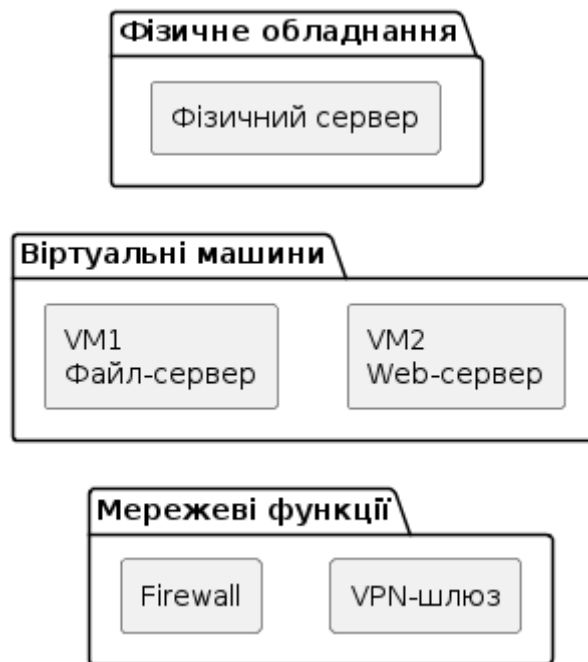 Фізичне обладнання
Фізичний сервер
Віртуальні машини
VM1
Файл-сервер
VM2
Web-сервер
Мережеві функції
Firewall
VPN-шлюз